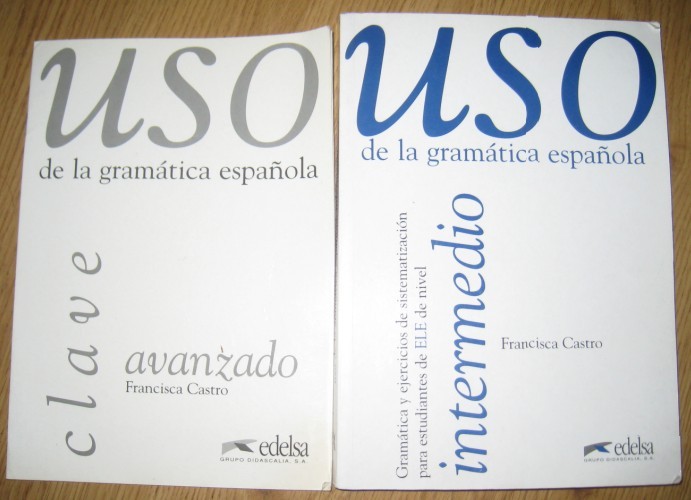 uso
de la gramática española
clave
avanzado
Francisca Castro
edelsa
GRUPO DIDASCALIA, S.A.
uso
de la gramática española
Gramática y ejercicios de sistematización
para estudiantes de ELE de nivel
intermedio
Francisca Castro
edelsa
GRUPO DIDASCALIA, S.A.